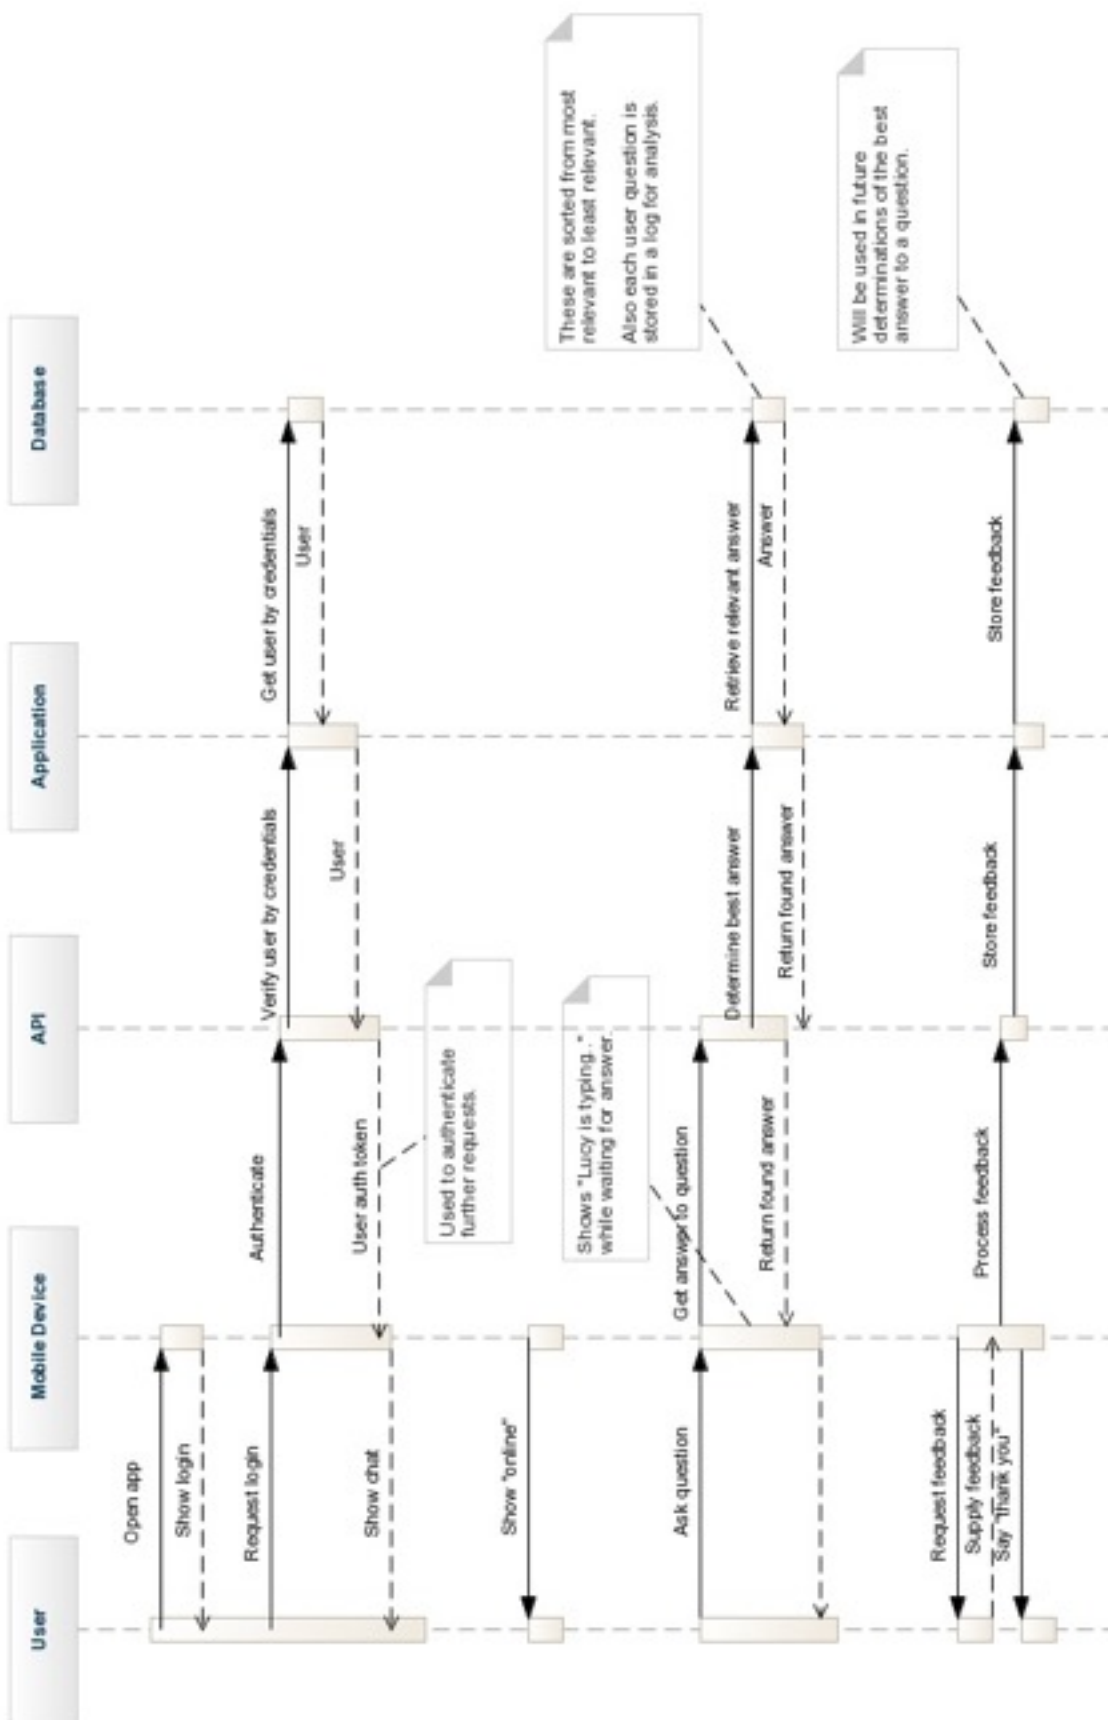 User
Mobile Device
API
Application
Database
Open app
Show login
Request login
Authenticate
Verify user by credentials
Get user by credentials
User
User
User auth token
Show chat
Used to authenticate
further requests.
Show "online"
These are sorted from most
relevant to least relevant.
Also each user question is
stored in a log for analysis.
Shows "Lucy is typing.."
while waiting for answer.
Ask question
Get answer to question
Determine best answer
Retrieve relevant answer
Answer
Return found answer
Return found answer
Will be used in future
determinations of the best
answer to a question.
Request feedback
Supply feedback
Process feedback
Store feedback
Store feedback
Say "thank you"